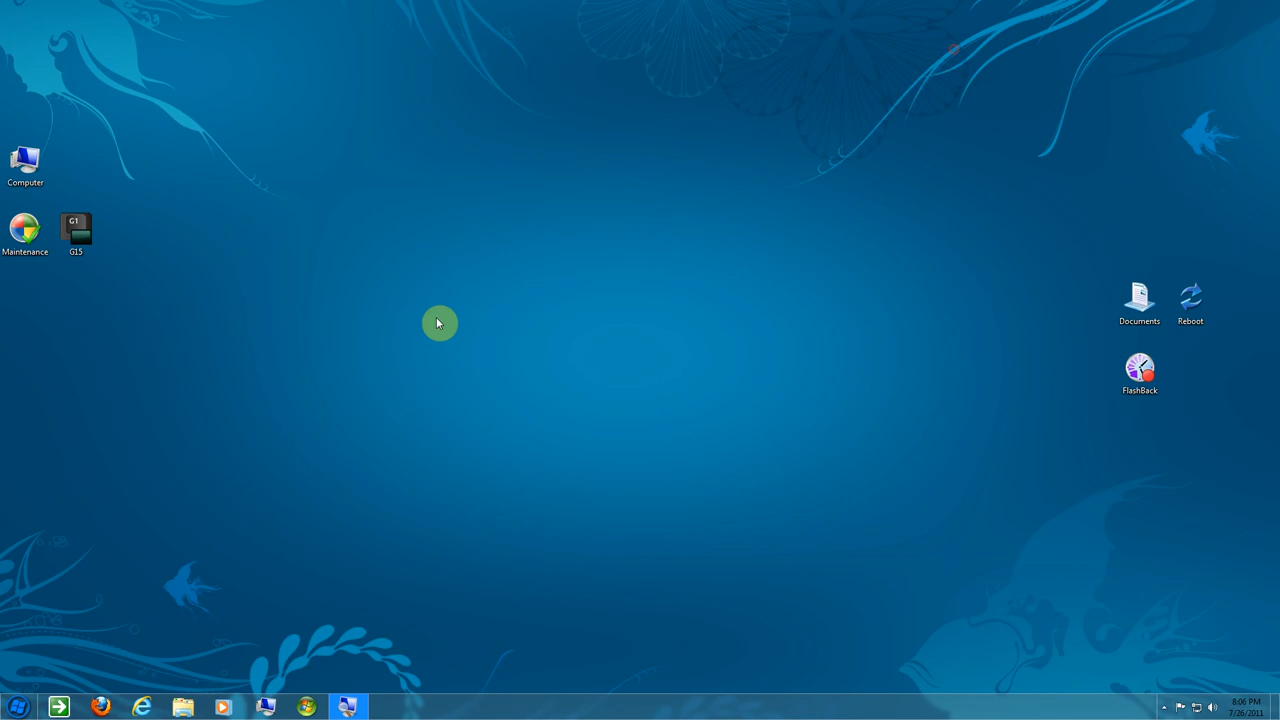 Computer
Maintenance
G1
G15
Documents
Reboot
FlashBack
8:06 PM
7/26/2011